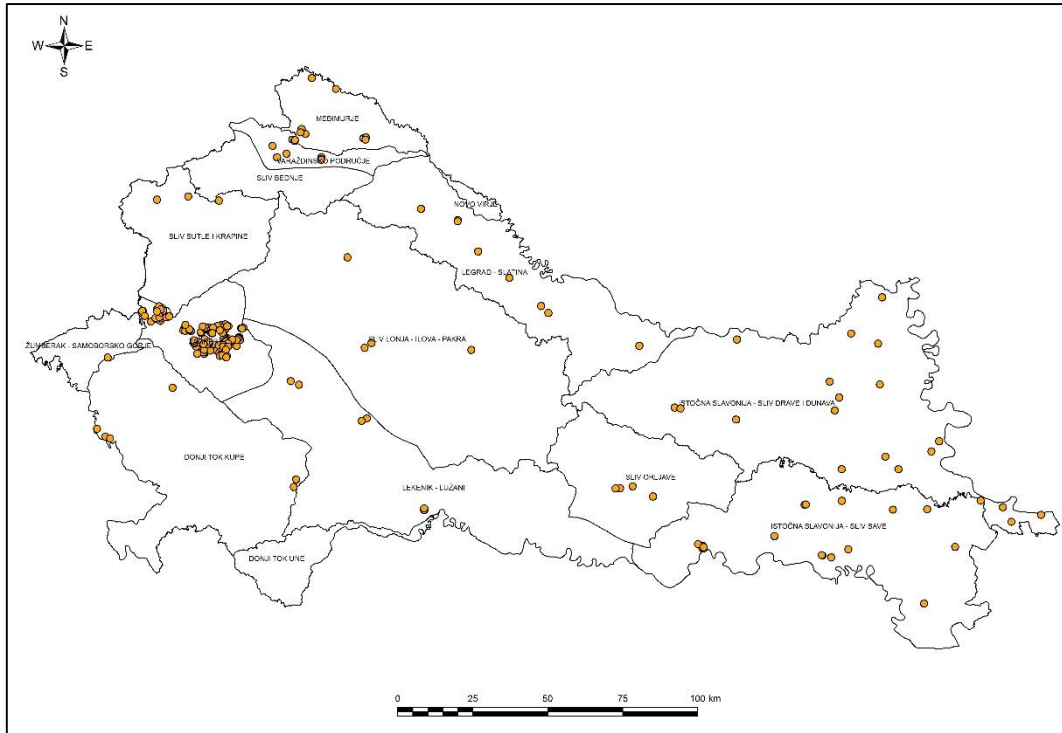 N
W E
S
MEĐIMURJE
VARAŽDINSKO PODRUČJE
SLIV BEDNJE
NOVO VIRJE
SLIV SUTLE I KRAPINE
LEGRAD - SLATINA
SLIV LONJA - ILOVA - PAKRA
ŽUMBERAK - SAMOBORSKO GORJE
ISTOČNA SLAVONIJA - SLIV DRAVE I DUNAVA
DONJI TOK KUPE
SLIV ORLJAVE
LEKENIK - LUŽANI
ISTOČNA SLAVONIJA - SLIV SAVE
DONJI TOK UNE
0 25 50 75 100 km